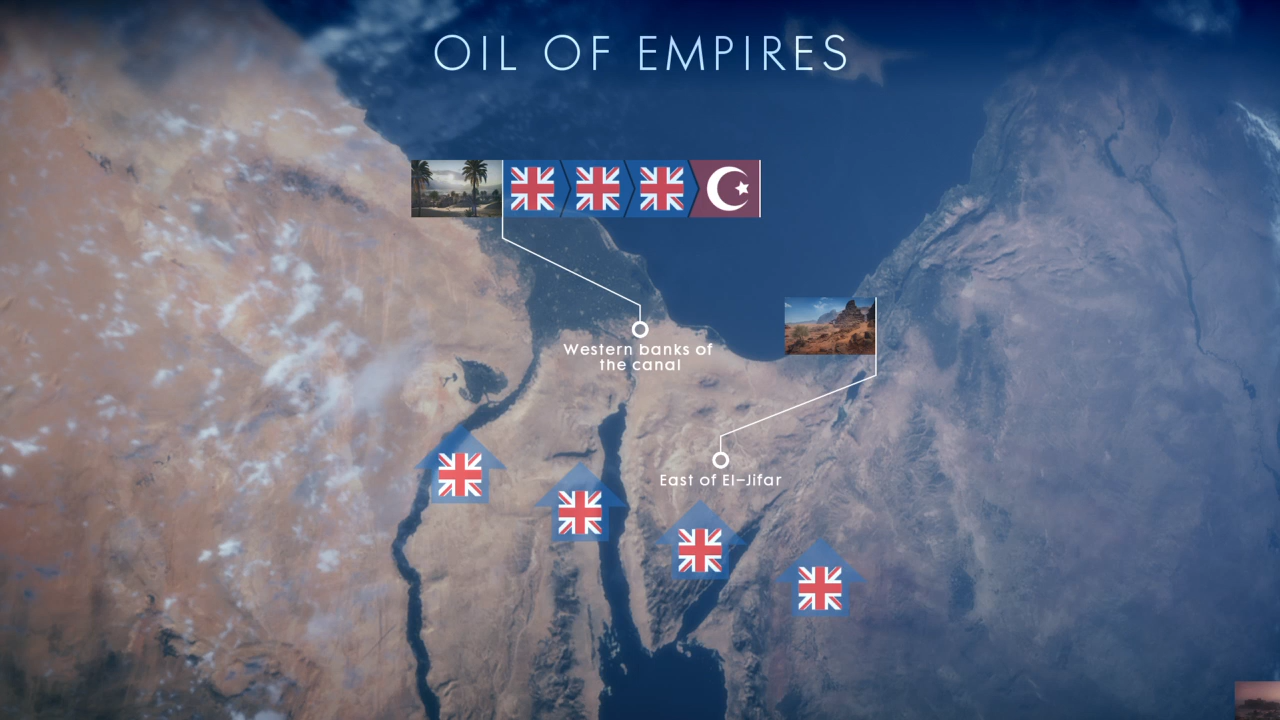 OIL OF EMPIRES
Western banks of
the canal
East of El-Jifar